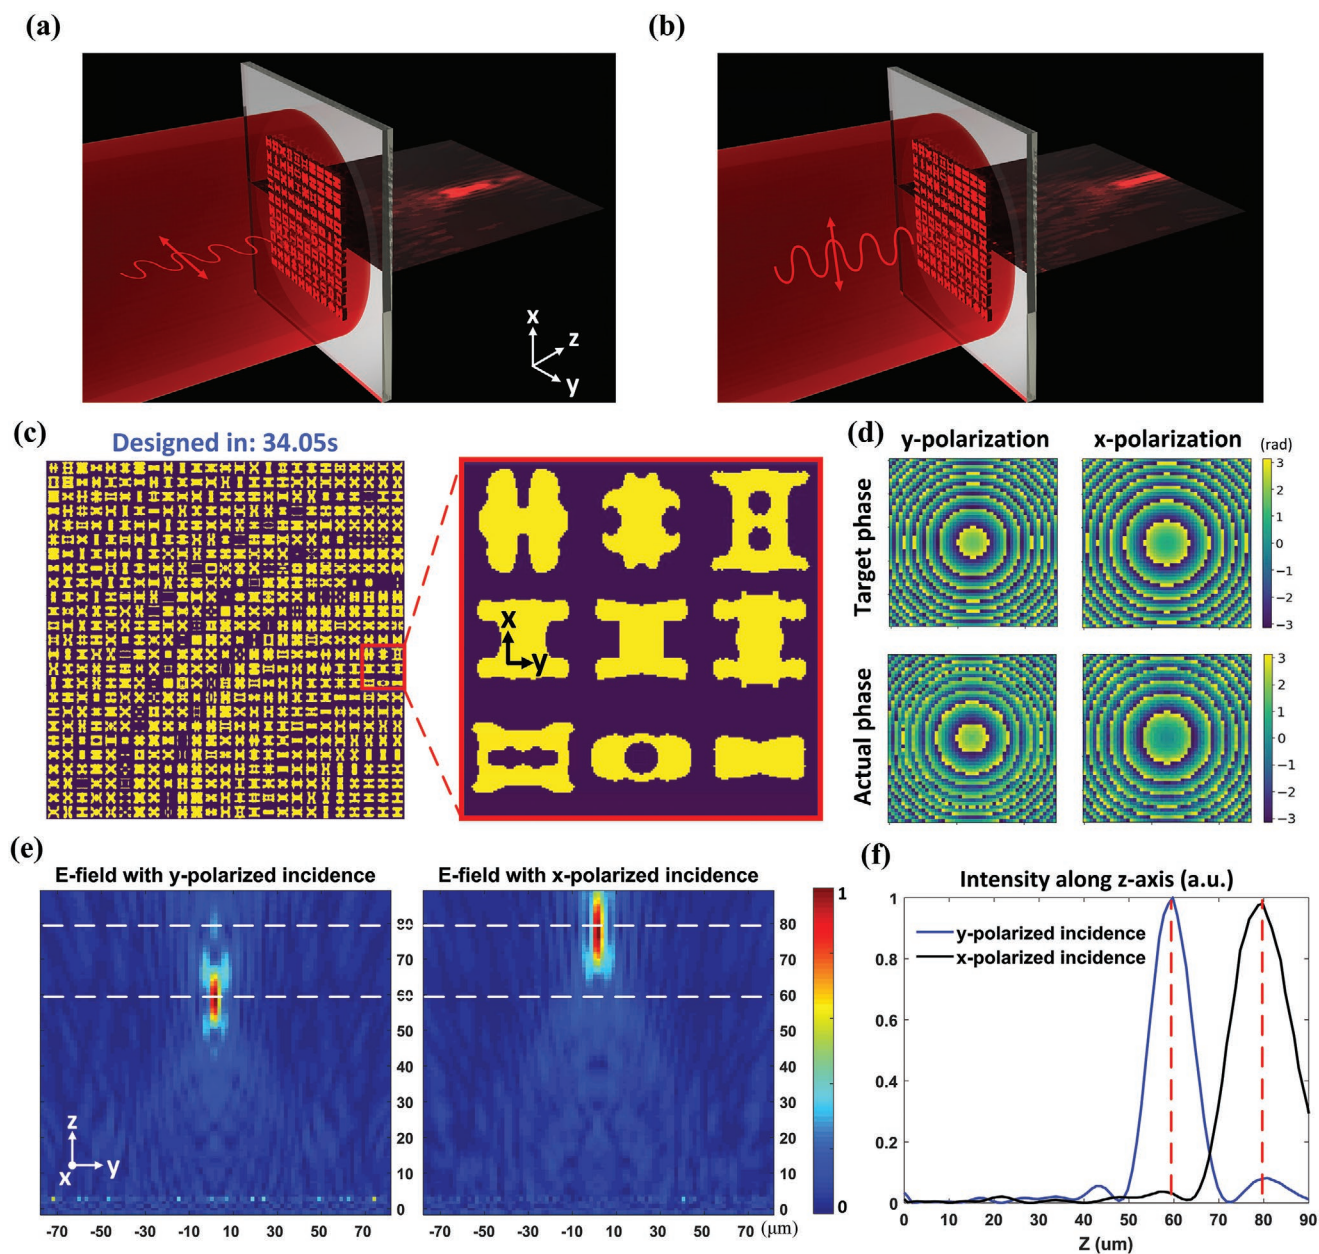 (a)
(b)
x
z
y
(c)
Designed in: 34.05s
x
y
(d)
y-polarization
x-polarization
(rad)
Target phase
3
2
1
0
−1
−2
−3
Actual phase
3
2
1
0
−1
−2
−3
(e)
E-field with y-polarized incidence
E-field with x-polarized incidence
80
70
60
50
40
30
20
10
0
80
70
60
50
40
30
20
10
0
1
0
z
x
y
-70 -50 -30 -10 10 30 50 70
-70 -50 -30 -10 10 30 50 70 (μm)
(f)
Intensity along z-axis (a.u.)
y-polarized incidence
x-polarized incidence
1
0.8
0.6
0.4
0.2
0
0 10 20 30 40 50 60 70 80 90
Z (um)